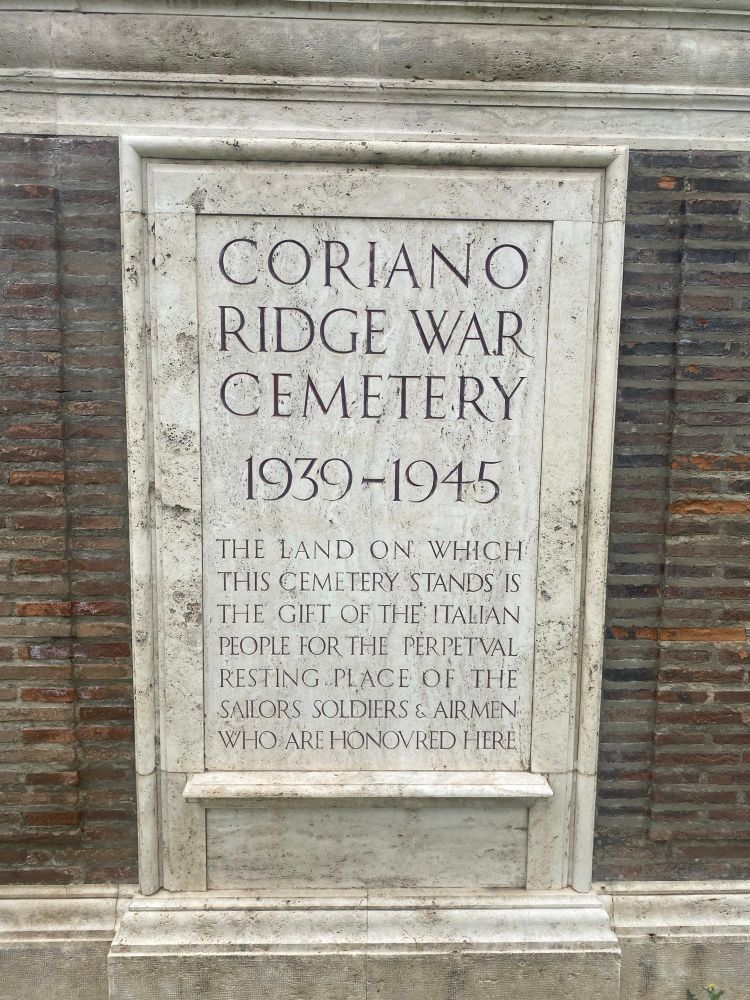 CORIANO
RIDGE WAR
CEMETERY
1939-1945
THE LAND ON WHICH
THIS CEMETERY STANDS IS
THE GIFT OF THE ITALIAN
PEOPLE FOR THE PERPETVAL
RESTING PLACE OF THE
SAILORS SOLDIERS & AIRMEN
WHO ARE HONOVRED HERE